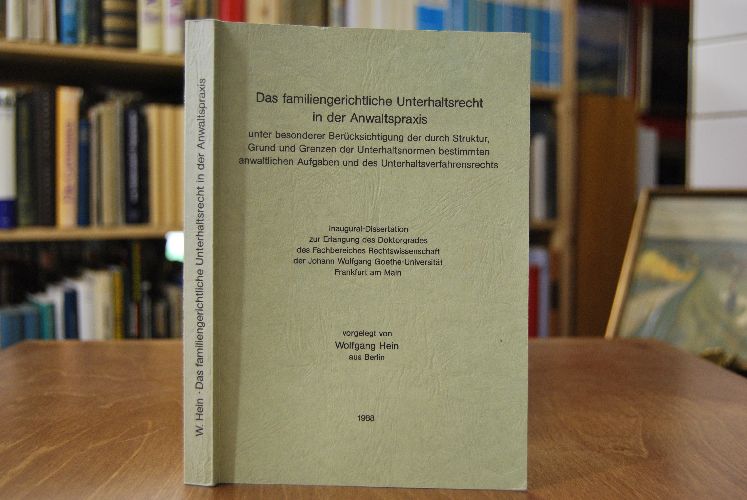 Das familiengerichtliche Unterhaltsrecht
in der Anwaltspraxis
unter besonderer Berücksichtigung der durch Struktur,
Grund und Grenzen der Unterhaltsnormen bestimmten
anwaltlichen Aufgaben und des Unterhaltsverfahrensrechts
Inaugural-Dissertation
zur Erlangung des Doktorgrades
des Fachbereiches Rechtswissenschaft
der Johann Wolfgang Goethe-Universität
Frankfurt am Main
vorgelegt von
Wolfgang Hein
aus Berlin
1988
W. Hein · Das familiengerichtliche Unterhaltsrecht in der Anwaltspraxis